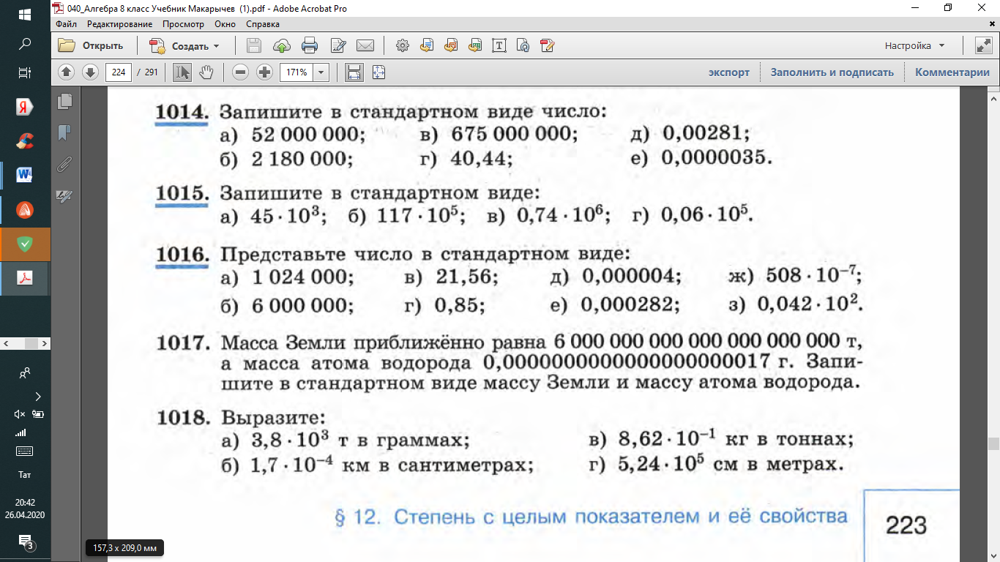 040_Алгебра 8 класс Учебник Макарычев (1).pdf - Adobe Acrobat Pro
Файл Редактирование Просмотр Окно Справка
Открыть Создать Настройка
224 / 291 171% экспорт Заполнить и подписать Комментарии
1014. Запишите в стандартном виде число:
а) 52 000 000; в) 675 000 000; д) 0,00281;
б) 2 180 000; г) 40,44; е) 0,0000035.
1015. Запишите в стандартном виде:
а) 45 · 10³; б) 117 · 10⁵; в) 0,74 · 10⁶; г) 0,06 · 10⁵.
1016. Представьте число в стандартном виде:
а) 1 024 000; в) 21,56; д) 0,000004; ж) 508 · 10⁻⁷;
б) 6 000 000; г) 0,85; е) 0,000282; з) 0,042 · 10².
1017. Масса Земли приближённо равна 6 000 000 000 000 000 000 000 т,
а масса атома водорода 0,0000000000000000000000017 г. Запи-
шите в стандартном виде массу Земли и массу атома водорода.
1018. Выразите:
а) 3,8 · 10³ т в граммах; в) 8,62 · 10⁻¹ кг в тоннах;
б) 1,7 · 10⁻⁴ км в сантиметрах; г) 5,24 · 10⁵ см в метрах.
§ 12. Степень с целым показателем и её свойства 223
157,3 x 209,0 мм
Тат
20:42
26.04.2020
3